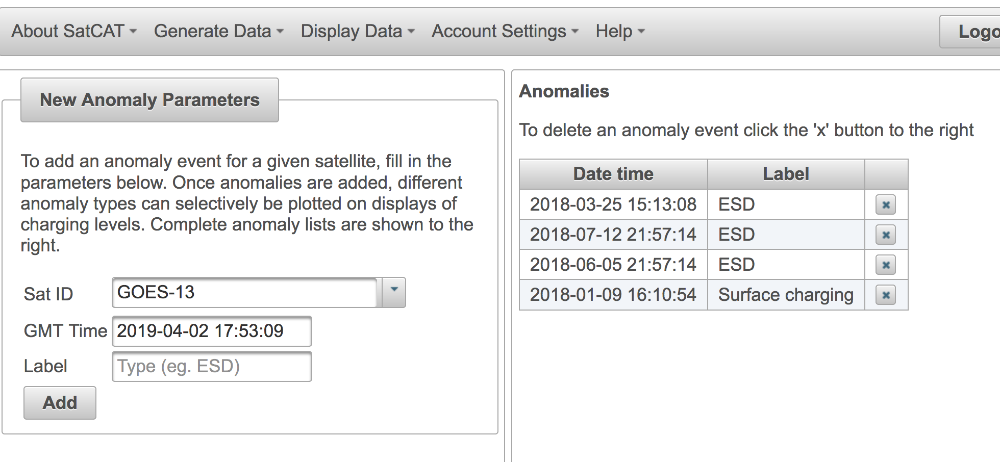 About SatCAT Generate Data Display Data Account Settings Help Logo
New Anomaly Parameters
To add an anomaly event for a given satellite, fill in the
parameters below. Once anomalies are added, different
anomaly types can selectively be plotted on displays of
charging levels. Complete anomaly lists are shown to the
right.
Sat ID GOES-13
GMT Time 2019-04-02 17:53:09
Label Type (eg. ESD)
Add
Anomalies
To delete an anomaly event click the 'x' button to the right
Date time Label
2018-03-25 15:13:08 ESD
2018-07-12 21:57:14 ESD
2018-06-05 21:57:14 ESD
2018-01-09 16:10:54 Surface charging